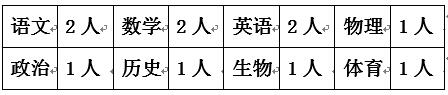 语文 2人 数学 2人 英语 2人 物理 1人
政治 1人 历史 1人 生物 1人 体育 1人